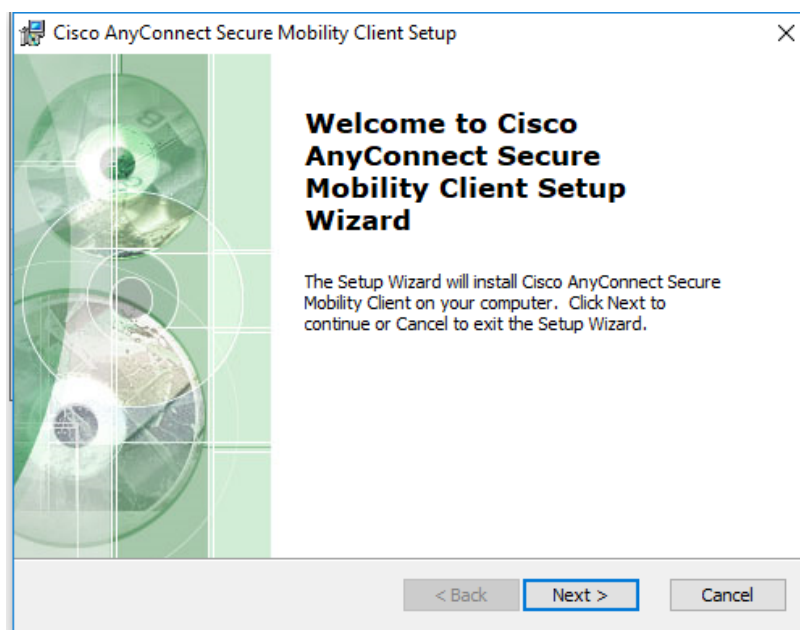 Cisco AnyConnect Secure Mobility Client Setup
Welcome to Cisco
AnyConnect Secure
Mobility Client Setup
Wizard
The Setup Wizard will install Cisco AnyConnect Secure
Mobility Client on your computer.  Click Next to
continue or Cancel to exit the Setup Wizard.
< Back
Next >
Cancel